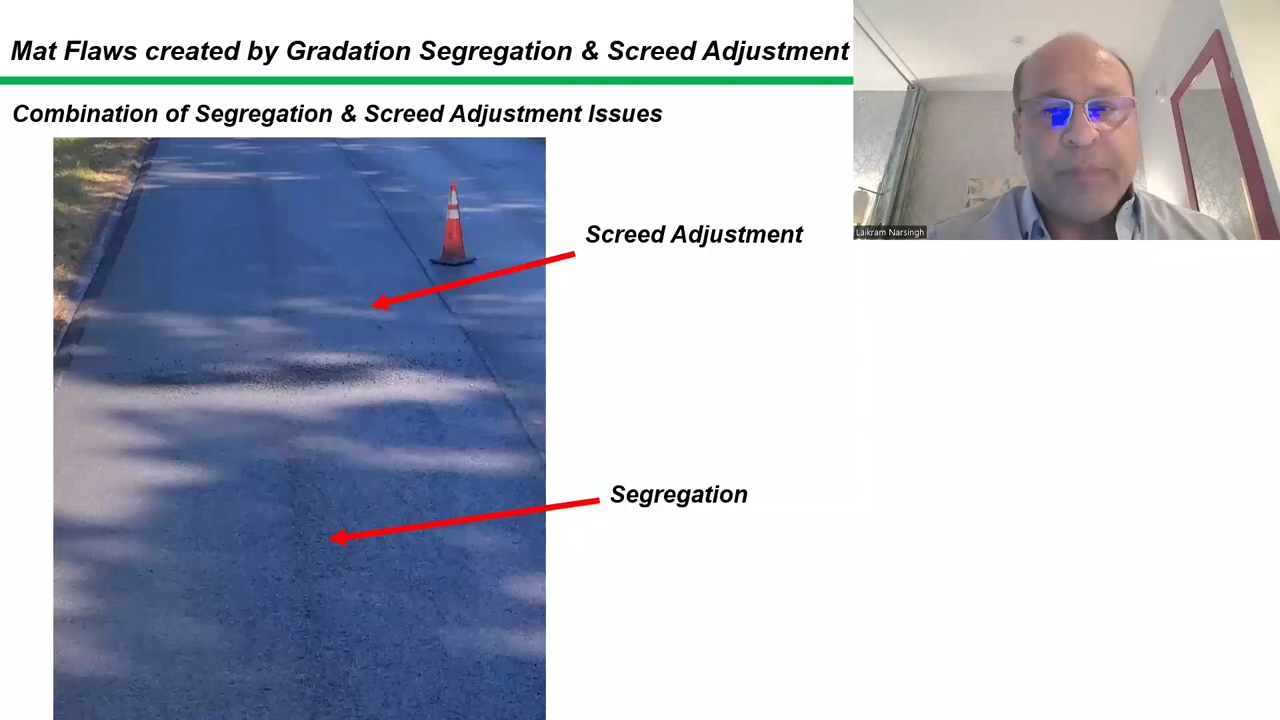 Mat Flaws created by Gradation Segregation & Screed Adjustment
Combination of Segregation & Screed Adjustment Issues
Screed Adjustment
Segregation
Laikram Narsingh